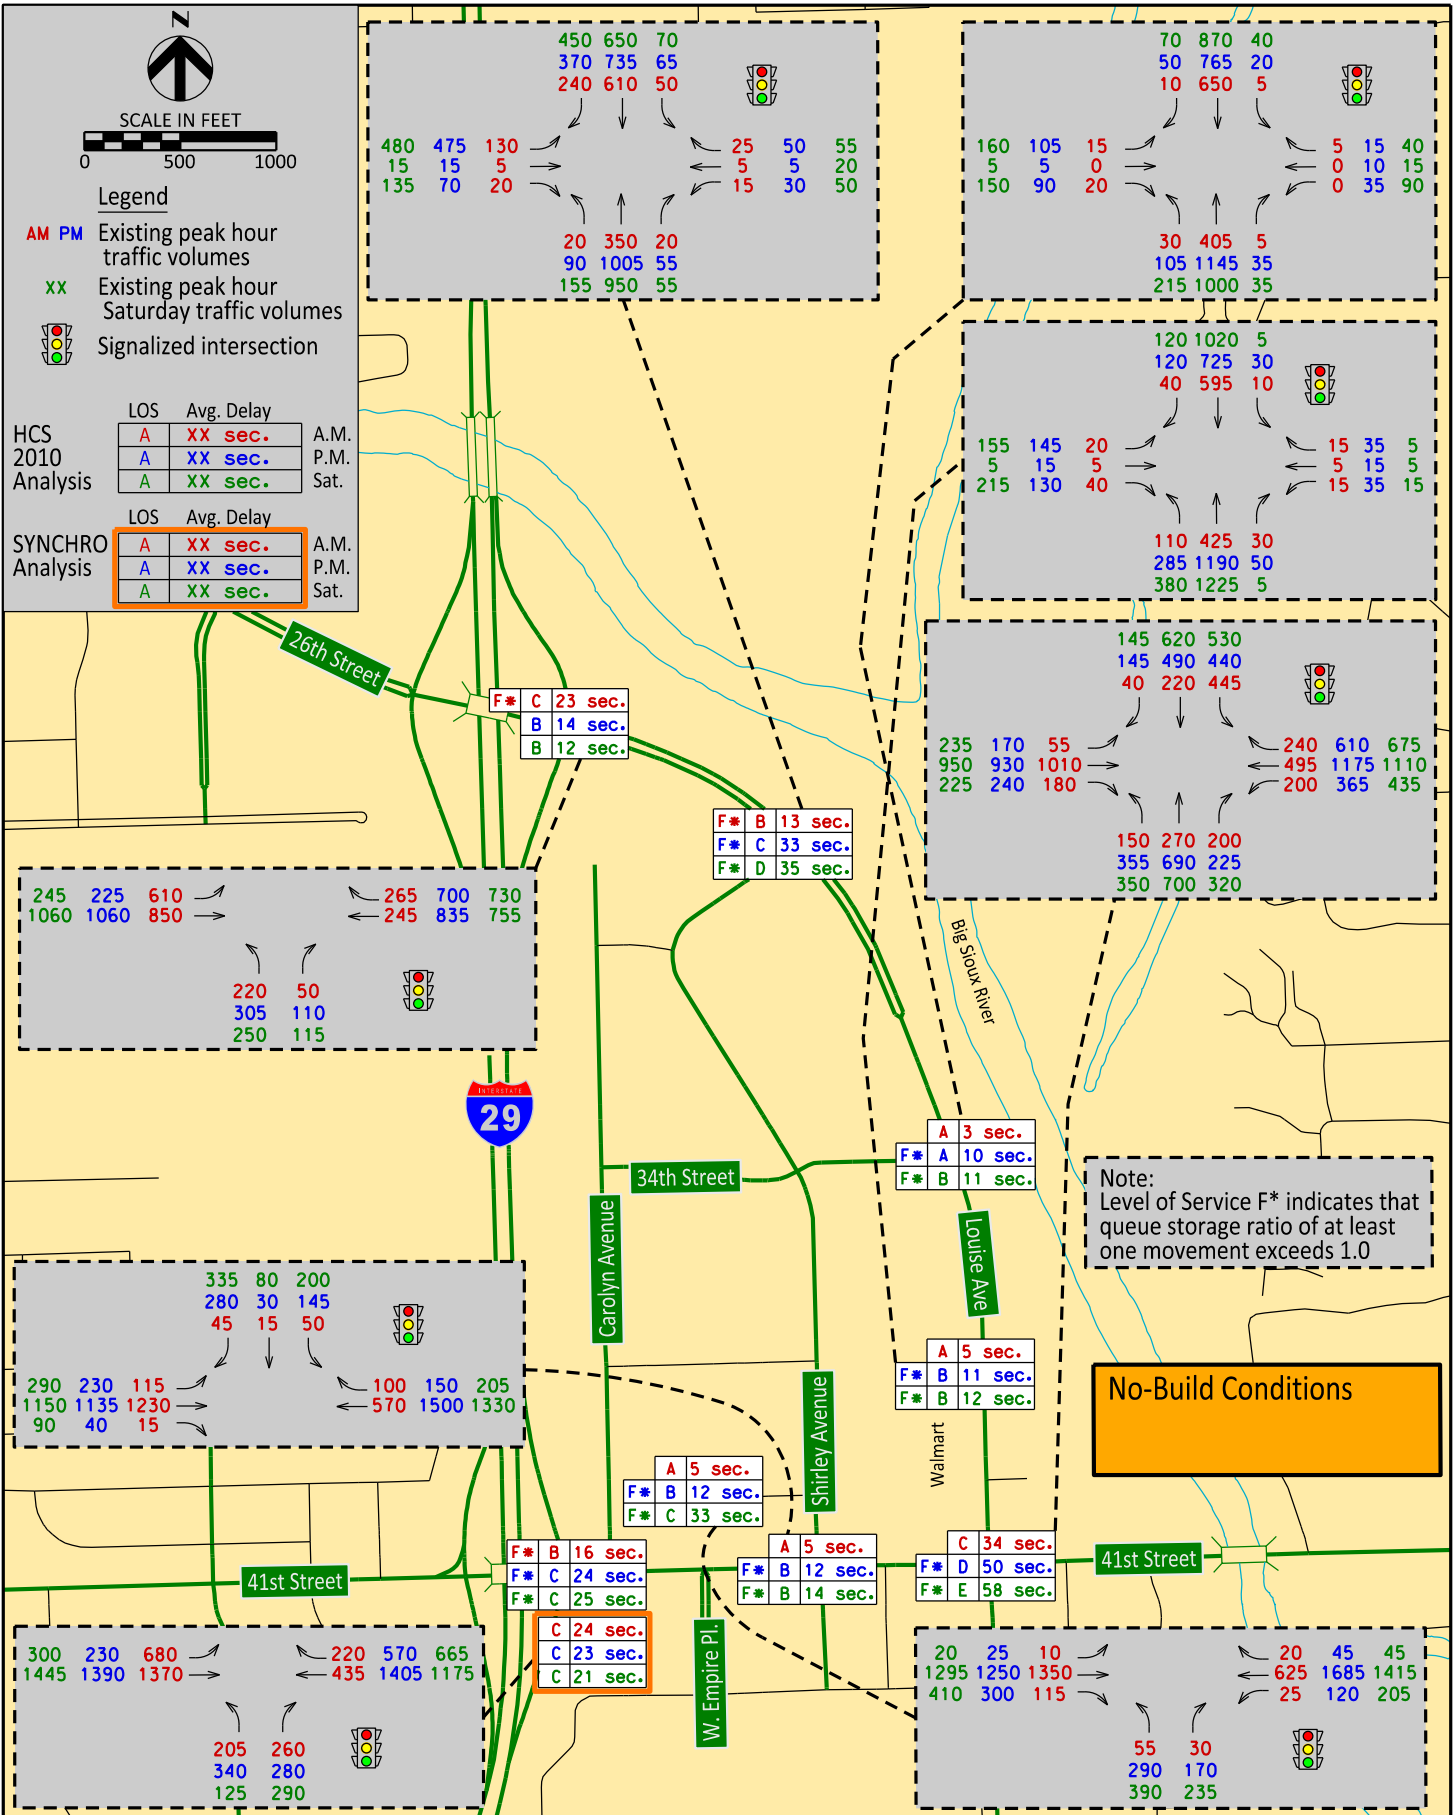 N
SCALE IN FEET
0 500 1000
Legend
AM PM Existing peak hour
traffic volumes
XX Existing peak hour
Saturday traffic volumes
Signalized intersection
LOS Avg. Delay
HCS A XX sec. A.M.
2010 A XX sec. P.M.
Analysis A XX sec. Sat.
LOS Avg. Delay
SYNCHRO A XX sec. A.M.
Analysis A XX sec. P.M.
A XX sec. Sat.
450 650 70
370 735 65
240 610 50
480 475 130 25 50 55
15 15 5 5 5 20
135 70 20 15 30 50
20 350 20
90 1005 55
155 950 55
70 870 40
50 765 20
10 650 5
160 105 15 5 15 40
5 5 0 0 10 15
150 90 20 0 35 90
30 405 5
105 1145 35
215 1000 35
120 1020 5
120 725 30
40 595 10
155 145 20 15 35 5
5 15 5 5 15 5
215 130 40 15 35 15
110 425 30
285 1190 50
380 1225 5
145 620 530
145 490 440
40 220 445
235 170 55 240 610 675
950 930 1010 495 1175 1110
225 240 180 200 365 435
150 270 200
355 690 225
350 700 320
26th Street
F* C 23 sec.
B 14 sec.
B 12 sec.
F* B 13 sec.
F* C 33 sec.
F* D 35 sec.
245 225 610 265 700 730
1060 1060 850 245 835 755
220 50
305 110
250 115
Big Sioux River
INTERSTATE
29
A 3 sec.
F* A 10 sec.
F* B 11 sec.
34th Street
Carolyn Avenue
Louise Ave
Note:
Level of Service F* indicates that
queue storage ratio of at least
one movement exceeds 1.0
335 80 200
280 30 145
45 15 50
290 230 115 100 150 205
1150 1135 1230 570 1500 1330
90 40 15
A 5 sec.
F* B 11 sec.
F* B 12 sec.
No-Build Conditions
Shirley Avenue
Walmart
A 5 sec.
F* B 12 sec.
F* C 33 sec.
F* B 16 sec.
F* C 24 sec.
F* C 25 sec.
A 5 sec.
F* B 12 sec.
F* B 14 sec.
C 34 sec.
F* D 50 sec.
F* E 58 sec.
41st Street
41st Street
C 24 sec.
C 23 sec.
C 21 sec.
W. Empire Pl.
300 230 680 220 570 665
1445 1390 1370 435 1405 1175
205 260
340 280
125 290
20 25 10 20 45 45
1295 1250 1350 625 1685 1415
410 300 115 25 120 205
55 30
290 170
390 235